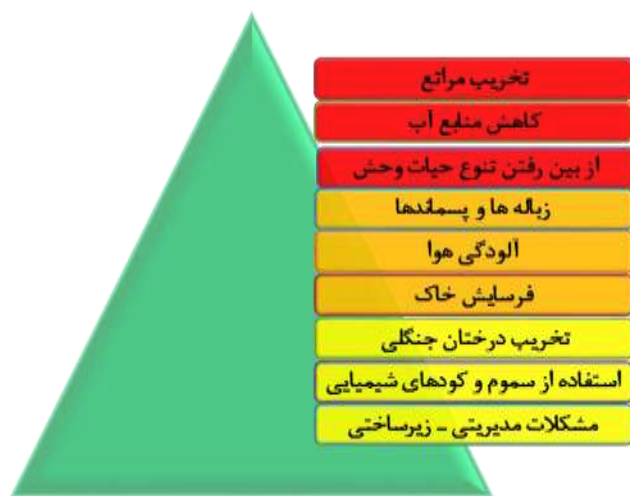 تخریب مراتع
کاهش منابع آب
از بین رفتن تنوع حیات وحش
زباله ها و پسماندها
آلودگی هوا
فرسایش خاک
تخریب درختان جنگلی
استفاده از سموم و کودهای شیمیایی
مشکلات مدیریتی - زیرساختی